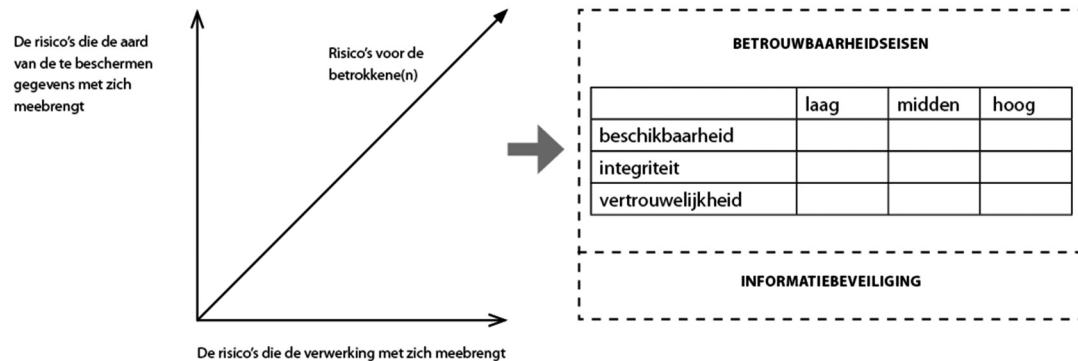 De risico's die de aard
van de te beschermen
gegevens met zich
meebrengt
Risico's voor de
betrokkene(n)
De risico's die de verwerking met zich meebrengt
BETROUWBAARHEIDSEISEN
laag midden hoog
beschikbaarheid
integriteit
vertrouwelijkheid
INFORMATIEBEVEILIGING